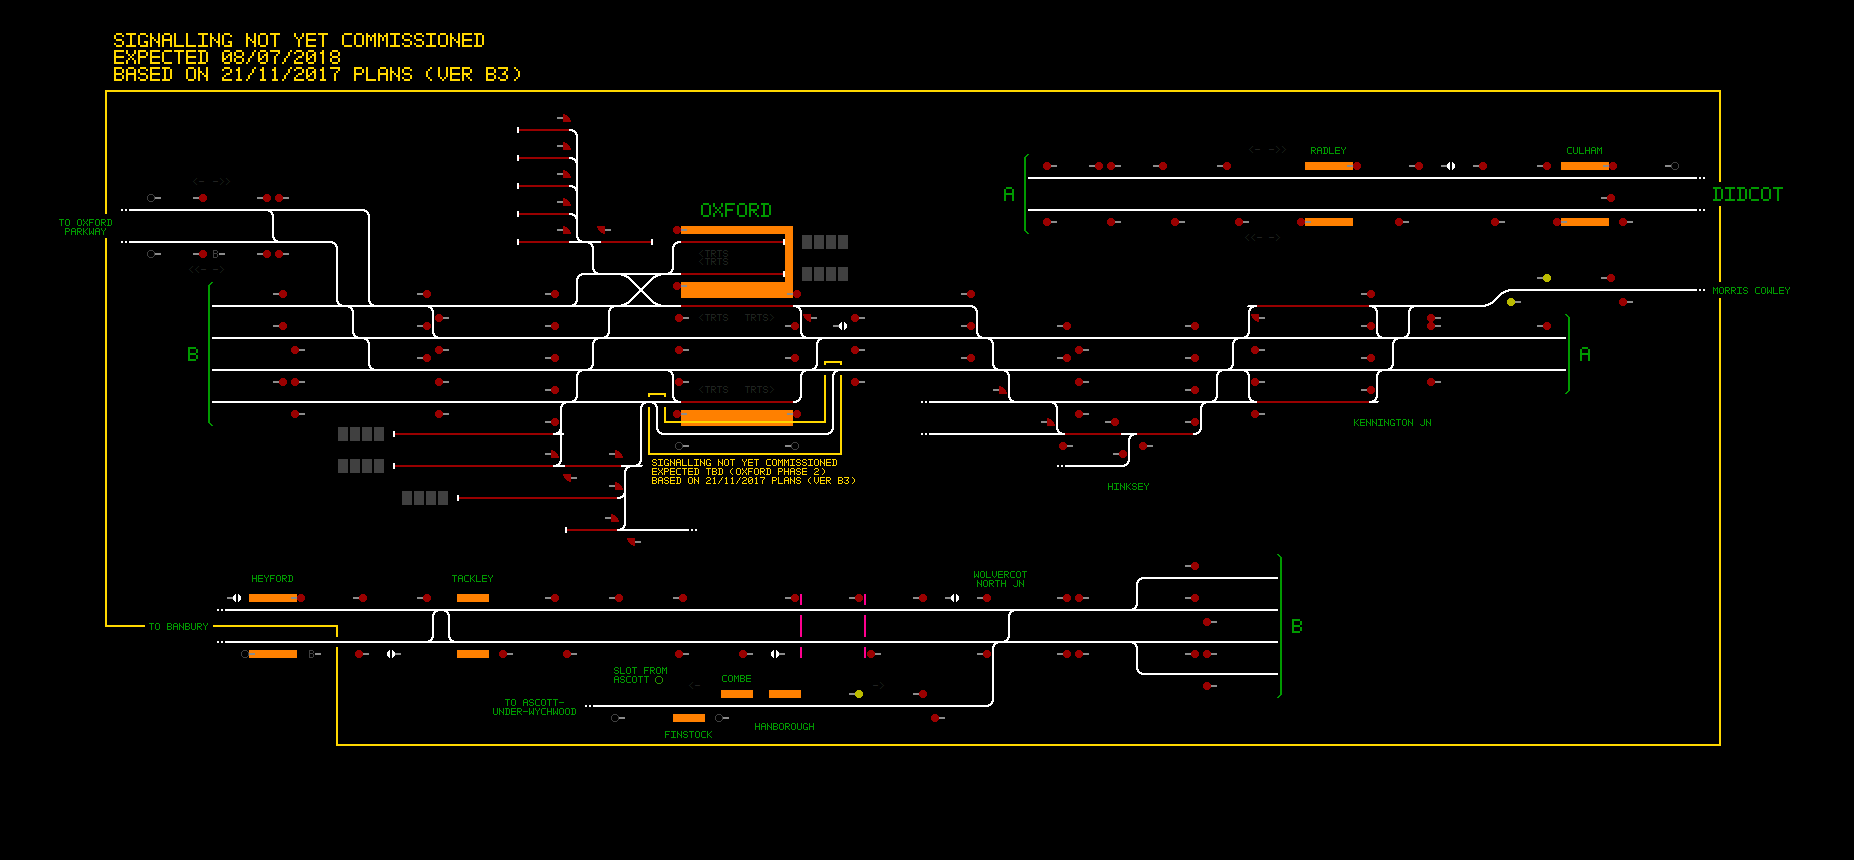 SIGNALLING NOT YET COMMISSIONED
EXPECTED 08/07/2018
BASED ON 21/11/2017 PLANS (VER B3)
RADLEY
CULHAM
<- ->>
A
DIDCOT
<- ->>
OXFORD
TO OXFORD
PARKWAY
B
<<- ->
<<- ->
<TRTS
<TRTS
MORRIS COWLEY
<TRTS TRTS>
B
A
<TRTS TRTS>
KENNINGTON JN
SIGNALLING NOT YET COMMISSIONED
EXPECTED TBD (OXFORD PHASE 2)
BASED ON 21/11/2017 PLANS (VER B3)
HINKSEY
HEYFORD
TACKLEY
WOLVERCOT
NORTH JN
TO BANBURY
B
B
SLOT FROM
ASCOTT
COMBE
<-
->
TO ASCOTT-
UNDER-WYCHWOOD
HANBOROUGH
FINSTOCK